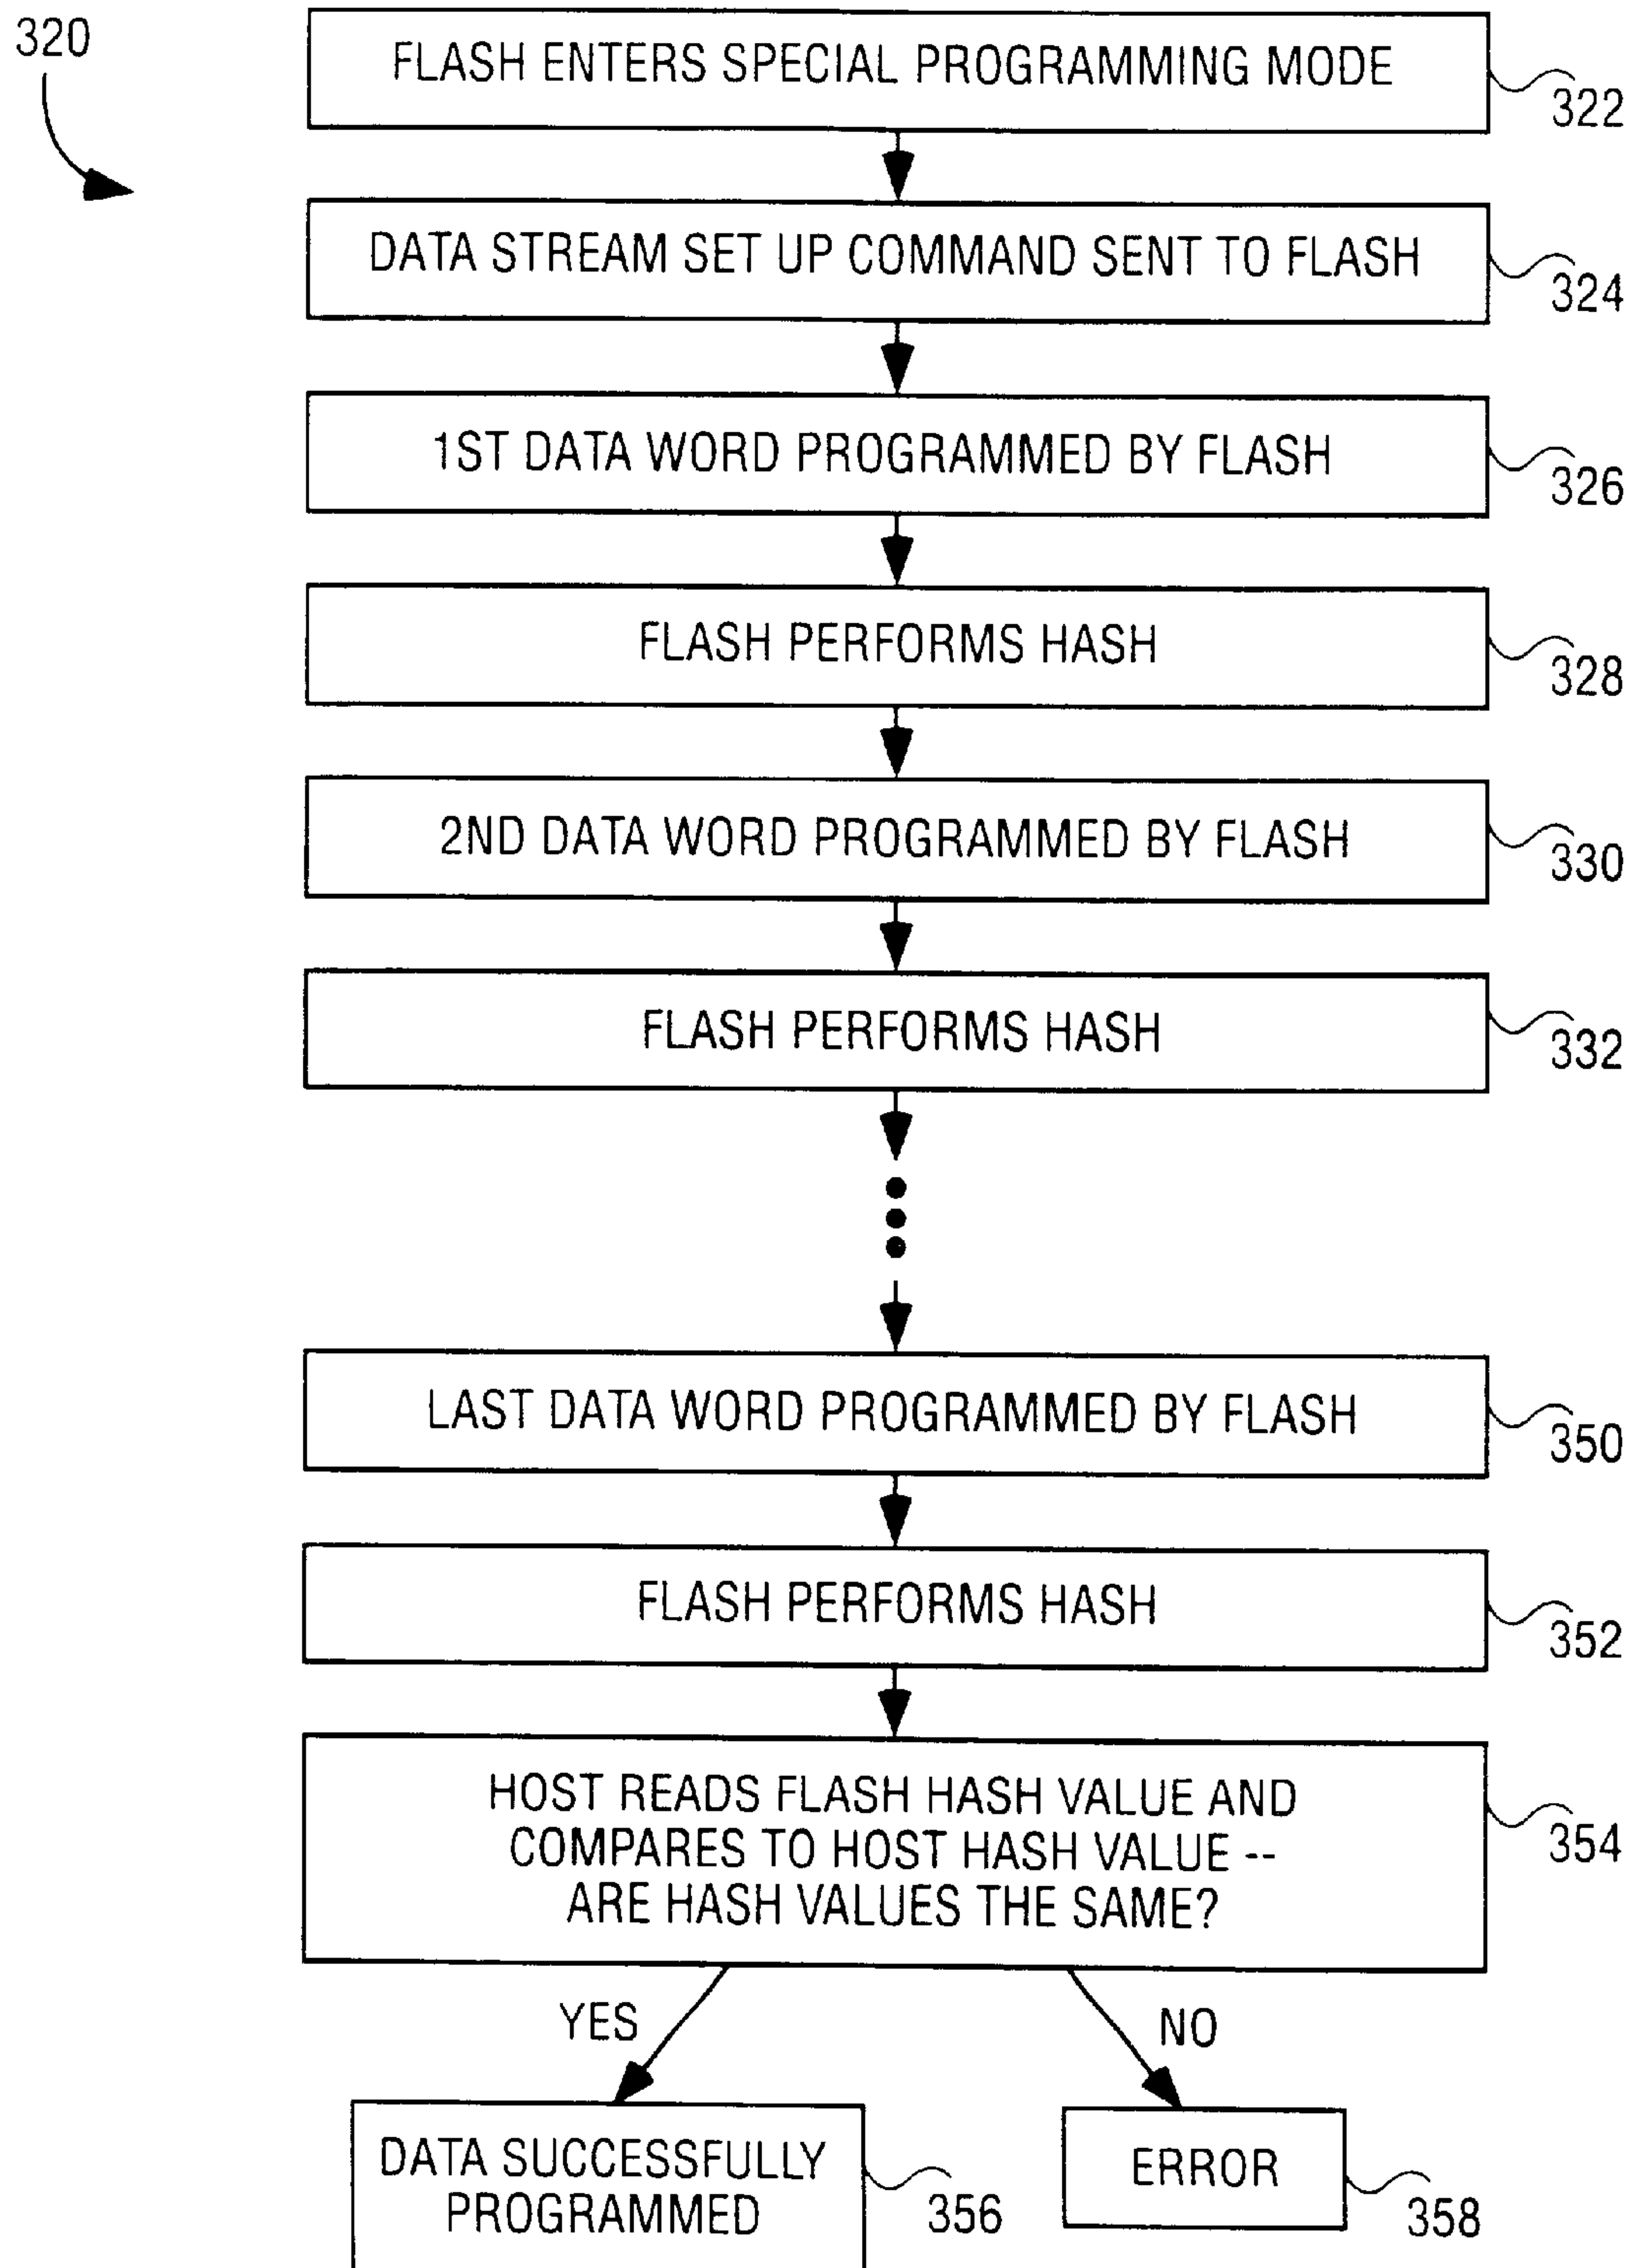 320
FLASH ENTERS SPECIAL PROGRAMMING MODE
322
DATA STREAM SET UP COMMAND SENT TO FLASH
324
1ST DATA WORD PROGRAMMED BY FLASH
326
FLASH PERFORMS HASH
328
2ND DATA WORD PROGRAMMED BY FLASH
330
FLASH PERFORMS HASH
332
LAST DATA WORD PROGRAMMED BY FLASH
350
FLASH PERFORMS HASH
352
HOST READS FLASH HASH VALUE AND
COMPARES TO HOST HASH VALUE --
ARE HASH VALUES THE SAME?
354
YES
NO
DATA SUCCESSFULLY
PROGRAMMED
356
ERROR
358